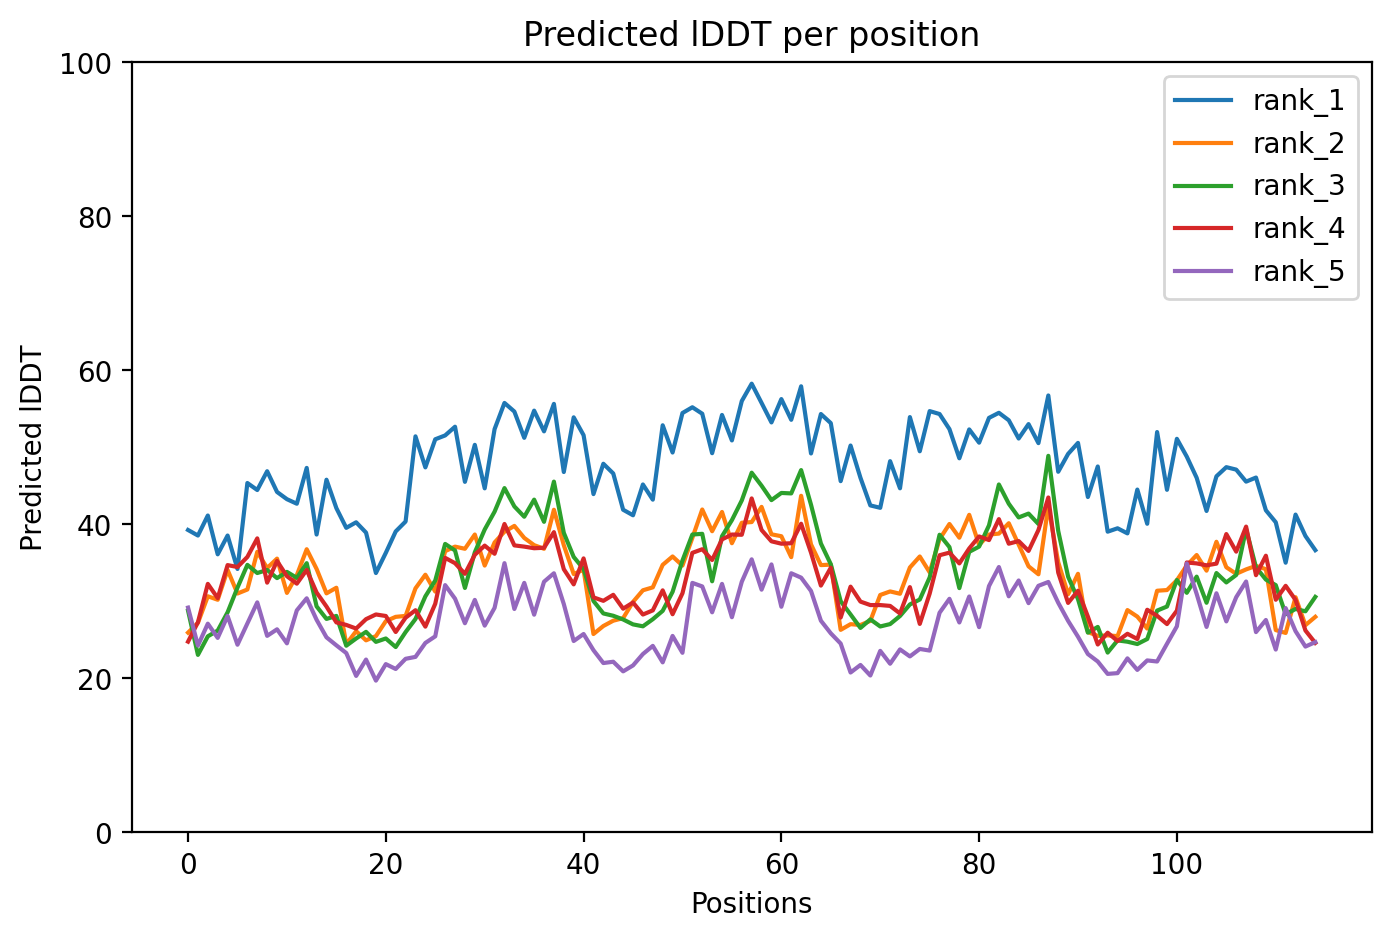 Predicted lDDT per position
100
80
60
40
20
0
Predicted lDDT
0 20 40 60 80 100
Positions
rank_1
rank_2
rank_3
rank_4
rank_5